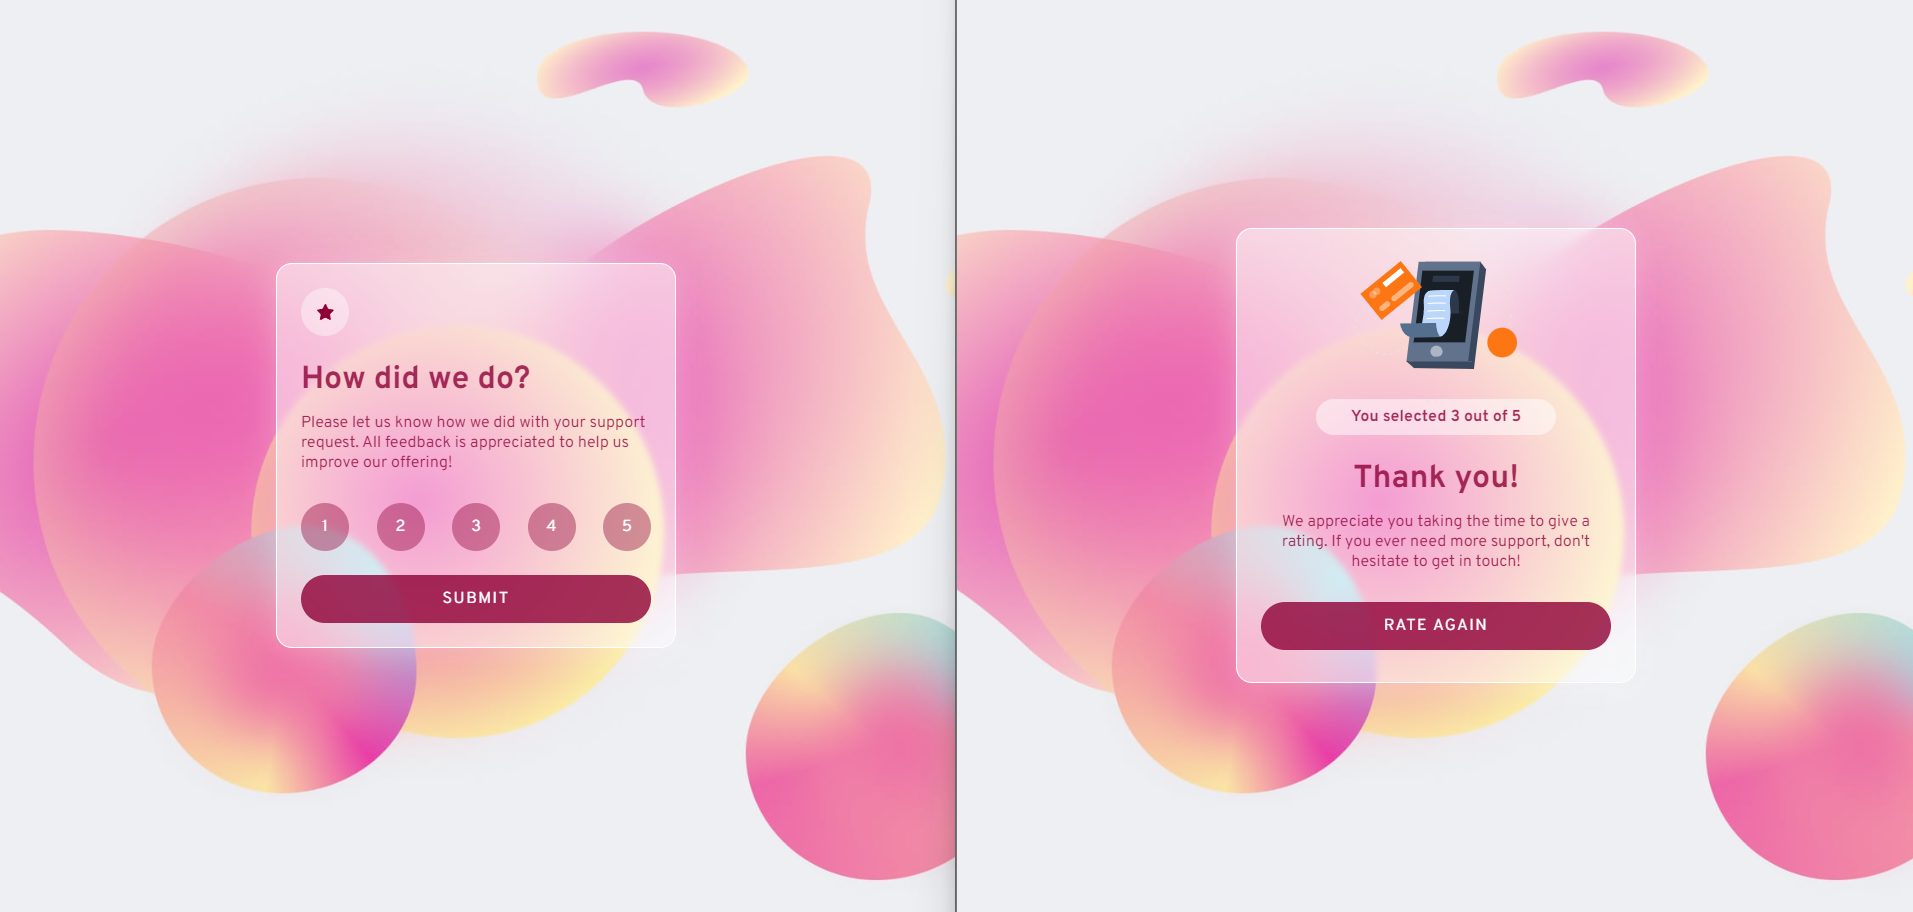 How did we do?
Please let us know how we did with your support
request. All feedback is appreciated to help us
improve our offering!
1 2 3 4 5
SUBMIT
You selected 3 out of 5
Thank you!
We appreciate you taking the time to give a
rating. If you ever need more support, don't
hesitate to get in touch!
RATE AGAIN